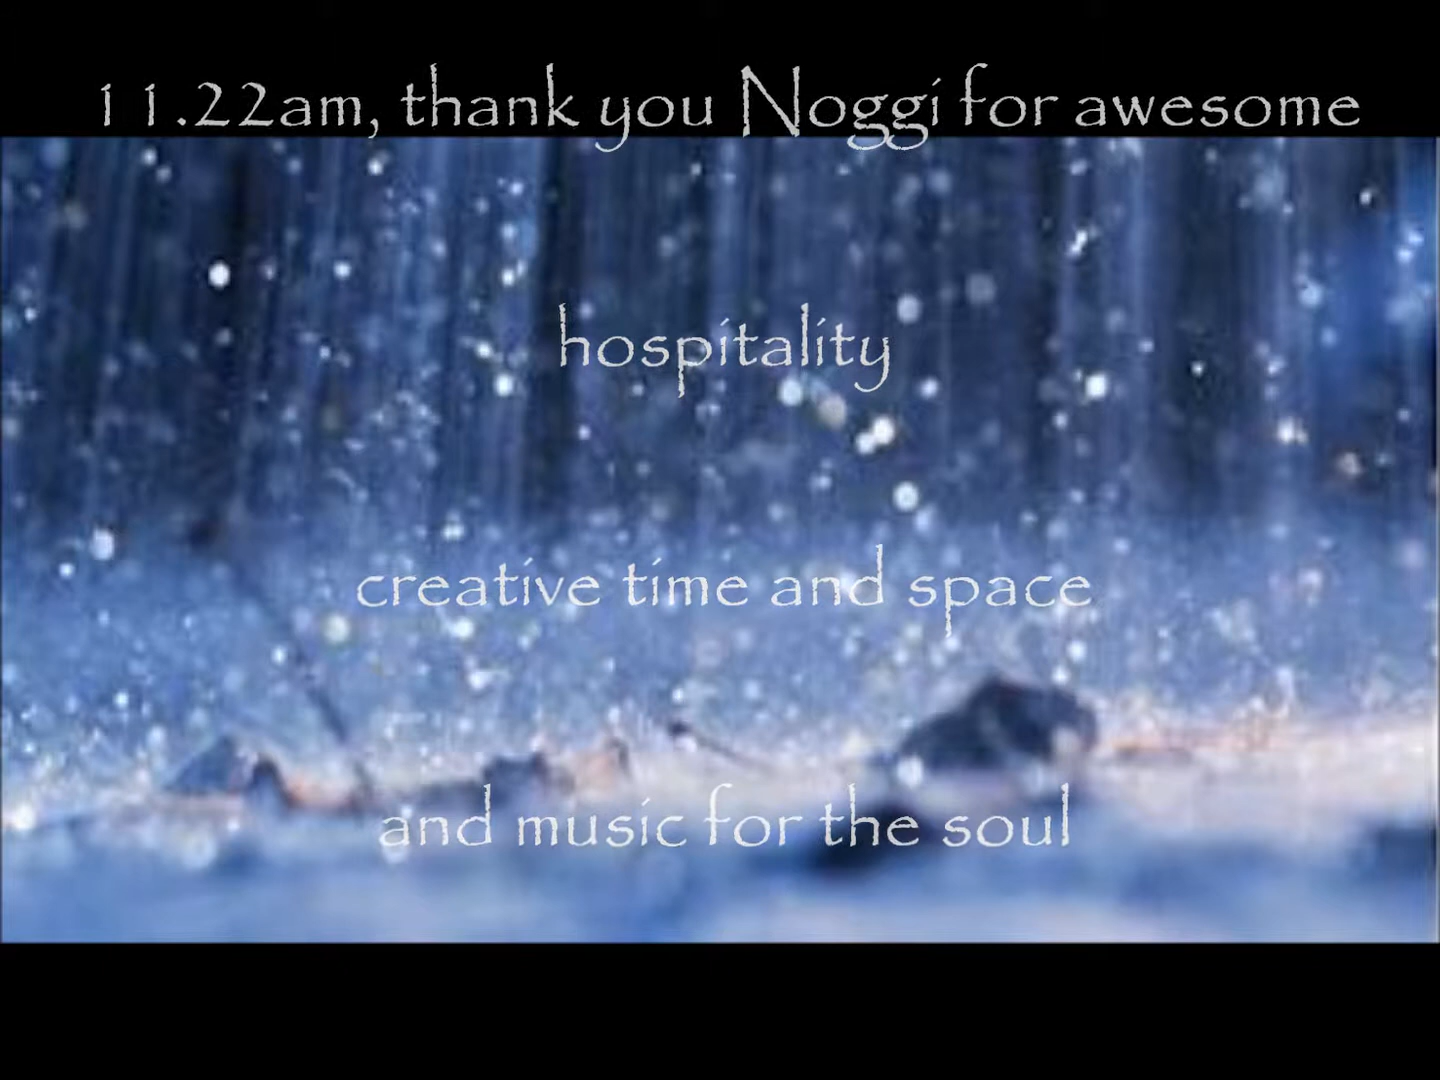 11.22am, thank you Noggi for awesome
hospitality
creative time and space
and music for the soul